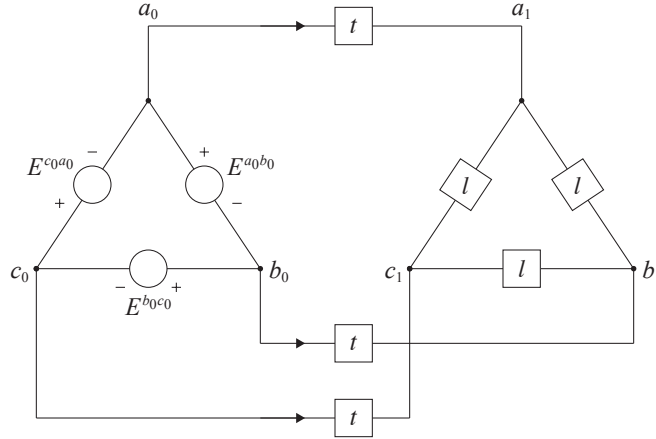 a₀
t
a₁
−
+
E^{c₀a₀}
E^{a₀b₀}
+
−
l
l
c₀
−
+
b₀
E^{b₀c₀}
c₁
l
b
t
t